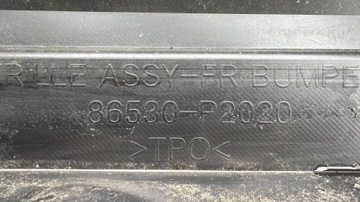 RILLE ASSY-FR BUMPE
86530-P2020
>TPO<